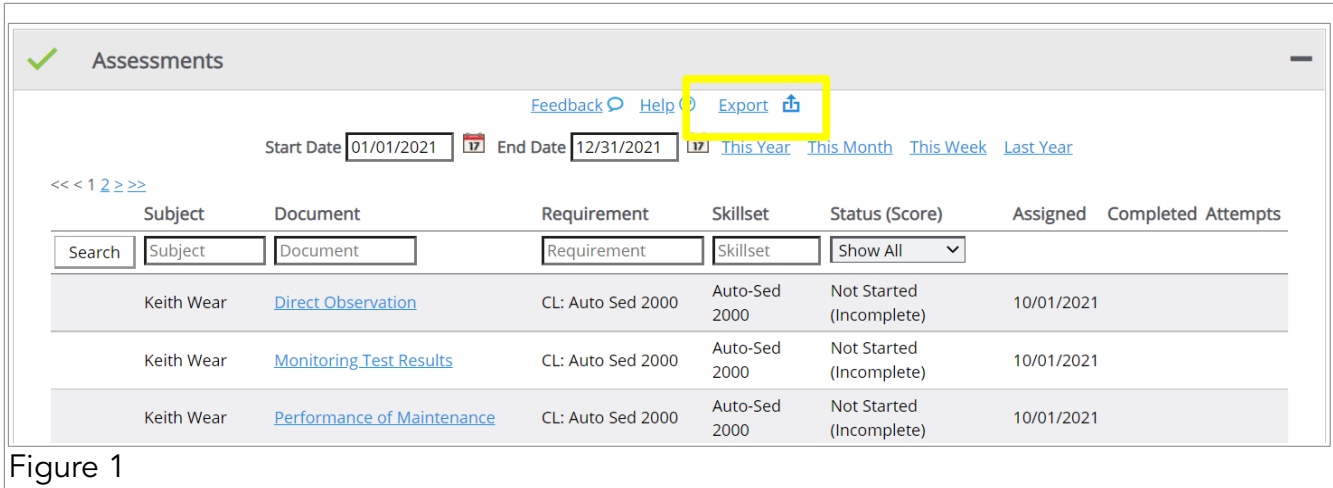 Assessments
Feedback Help Export
Start Date 01/01/2021 17 End Date 12/31/2021 17 This Year This Month This Week Last Year
<< < 1 2 > >>
Subject Document Requirement Skillset Status (Score) Assigned Completed Attempts
Search Subject Document Requirement Skillset Show All
Keith Wear Direct Observation CL: Auto Sed 2000 Auto-Sed 2000 Not Started (Incomplete) 10/01/2021
Keith Wear Monitoring Test Results CL: Auto Sed 2000 Auto-Sed 2000 Not Started (Incomplete) 10/01/2021
Keith Wear Performance of Maintenance CL: Auto Sed 2000 Auto-Sed 2000 Not Started (Incomplete) 10/01/2021
Figure 1